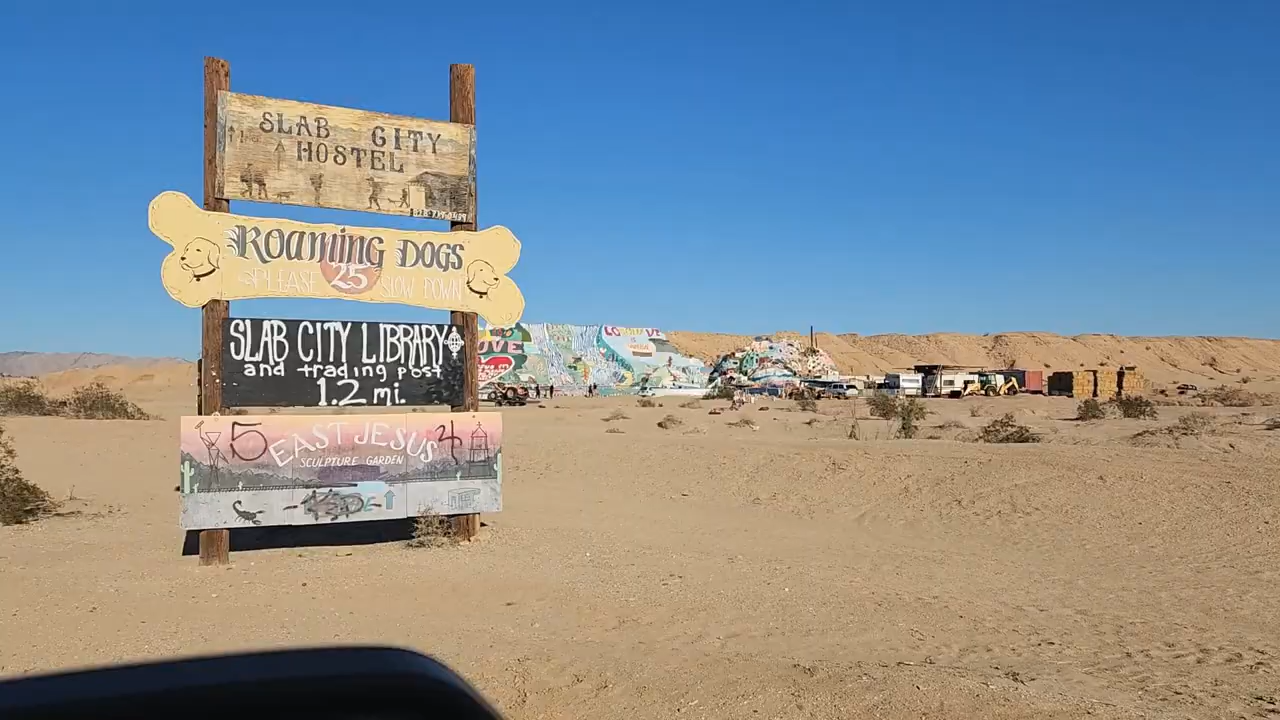 SLAB CITY
HOSTEL
ROAMING DOGS
PLEASE 25 SLOW DOWN
SLAB CITY LIBRARY
and trading post
1.2 mi.
5 EAST JESUS 4
SCULPTURE GARDEN
LOVE